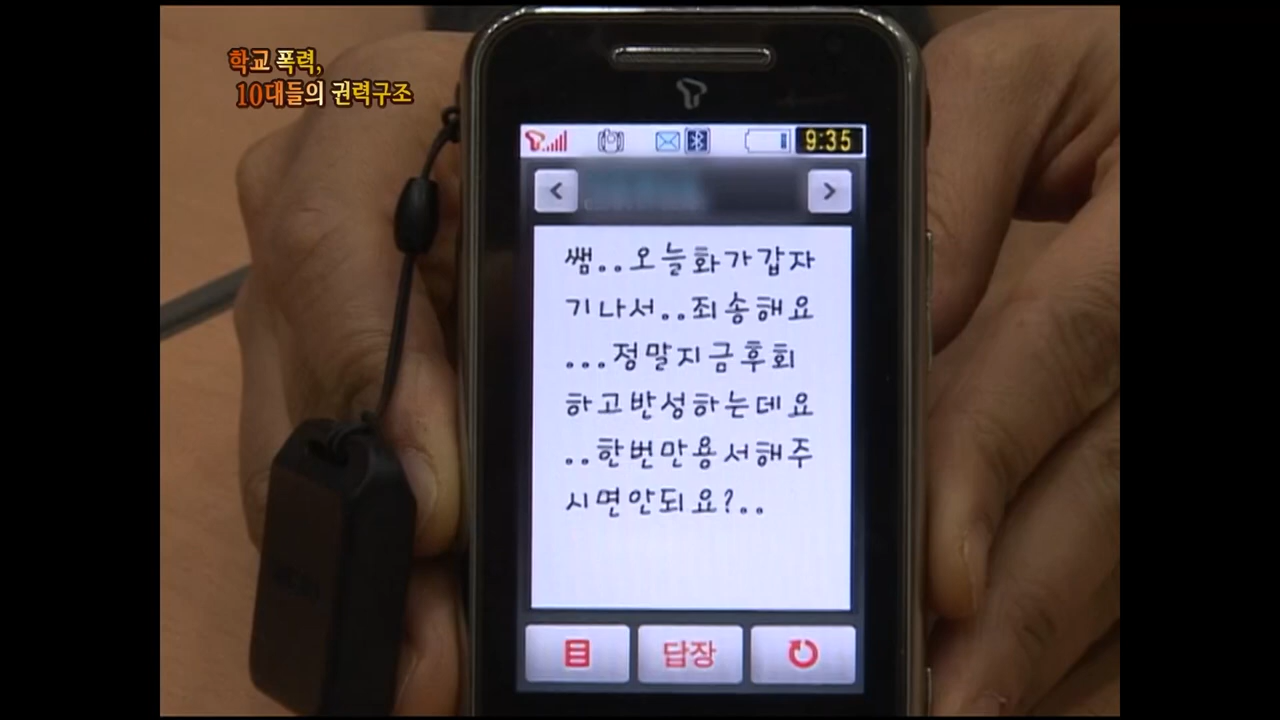 학교 폭력,
10대들의 권력구조
9:35
쌤..오늘화가갑자
기나서..죄송해요
...정말지금후회
하고반성하는데요
..한번만용서해주
시면안되요?..
답장